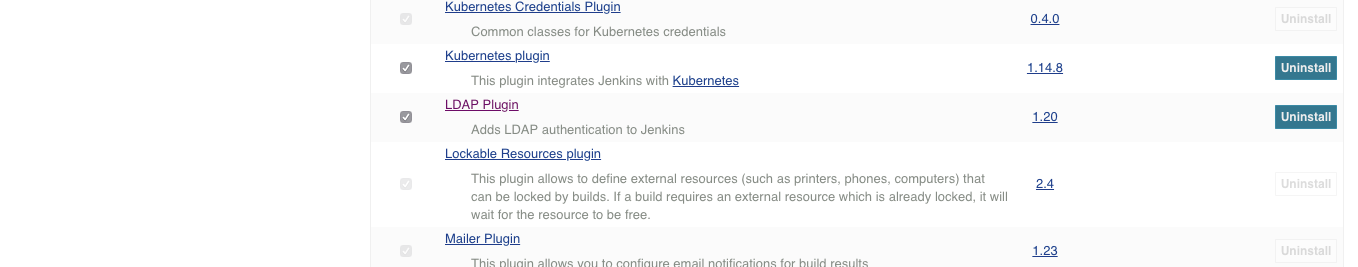 Kubernetes Credentials Plugin
Common classes for Kubernetes credentials
0.4.0
Uninstall
Kubernetes plugin
This plugin integrates Jenkins with Kubernetes
1.14.8
Uninstall
LDAP Plugin
Adds LDAP authentication to Jenkins
1.20
Uninstall
Lockable Resources plugin
This plugin allows to define external resources (such as printers, phones, computers) that
can be locked by builds. If a build requires an external resource which is already locked, it will
wait for the resource to be free.
2.4
Uninstall
Mailer Plugin
This plugin allows you to configure email notifications for build results
1.23
Uninstall